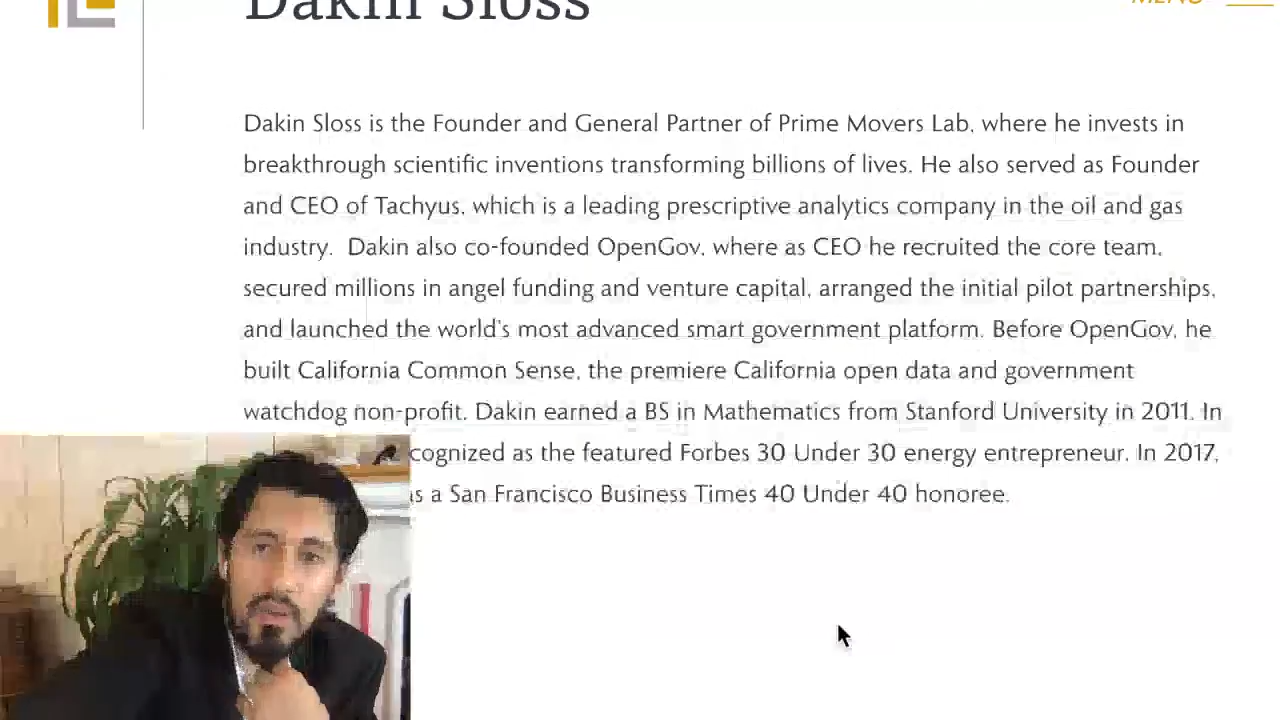 Dakin Sloss
MENU
Dakin Sloss is the Founder and General Partner of Prime Movers Lab, where he invests in
breakthrough scientific inventions transforming billions of lives. He also served as Founder
and CEO of Tachyus, which is a leading prescriptive analytics company in the oil and gas
industry.  Dakin also co-founded OpenGov, where as CEO he recruited the core team,
secured millions in angel funding and venture capital, arranged the initial pilot partnerships,
and launched the world's most advanced smart government platform. Before OpenGov, he
built California Common Sense, the premiere California open data and government
watchdog non-profit. Dakin earned a BS in Mathematics from Stanford University in 2011. In
cognized as the featured Forbes 30 Under 30 energy entrepreneur. In 2017,
as a San Francisco Business Times 40 Under 40 honoree.